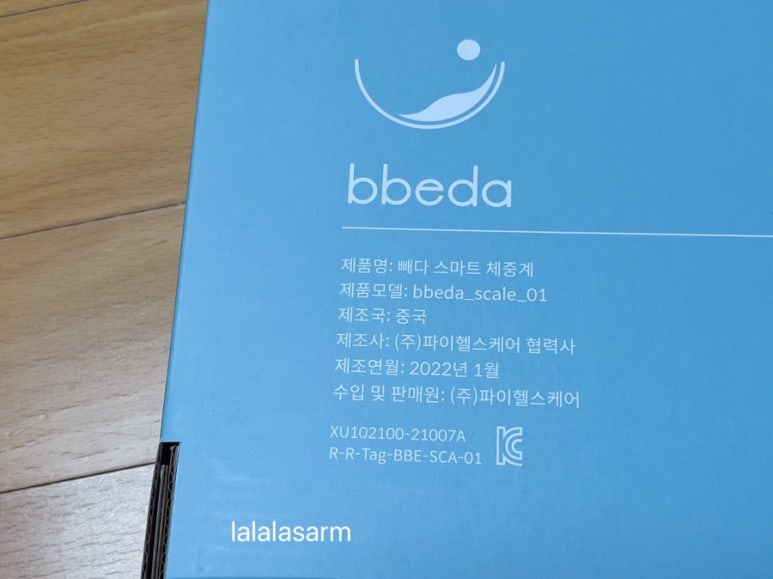 bbeda
제품명: 빼다 스마트 체중계
제품모델: bbeda_scale_01
제조국: 중국
제조사: (주)파이헬스케어 협력사
제조연월: 2022년 1월
수입 및 판매원: (주)파이헬스케어
XU102100-21007A
R-R-Tag-BBE-SCA-01
lalalasarm